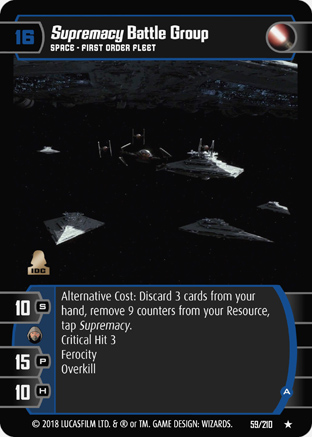 16 Supremacy Battle Group
SPACE - FIRST ORDER FLEET
IDC
10 S
15 P
10 H
Alternative Cost: Discard 3 cards from your
hand, remove 9 counters from your Resource,
tap Supremacy.
Critical Hit 3
Ferocity
Overkill
A
© 2018 LUCASFILM LTD. & ® or TM. GAME DESIGN: WIZARDS. 59/210 ★